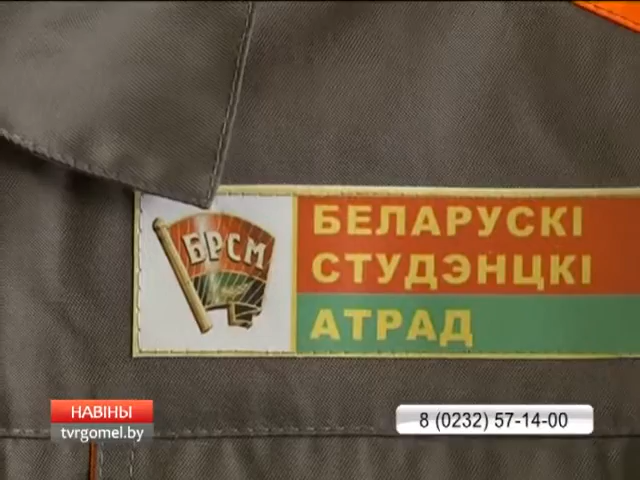 БРСМ
БЕЛАРУСКІ
СТУДЭНЦКІ
АТРАД
НАВІНЫ
tvrgomel.by
8 (0232) 57-14-00